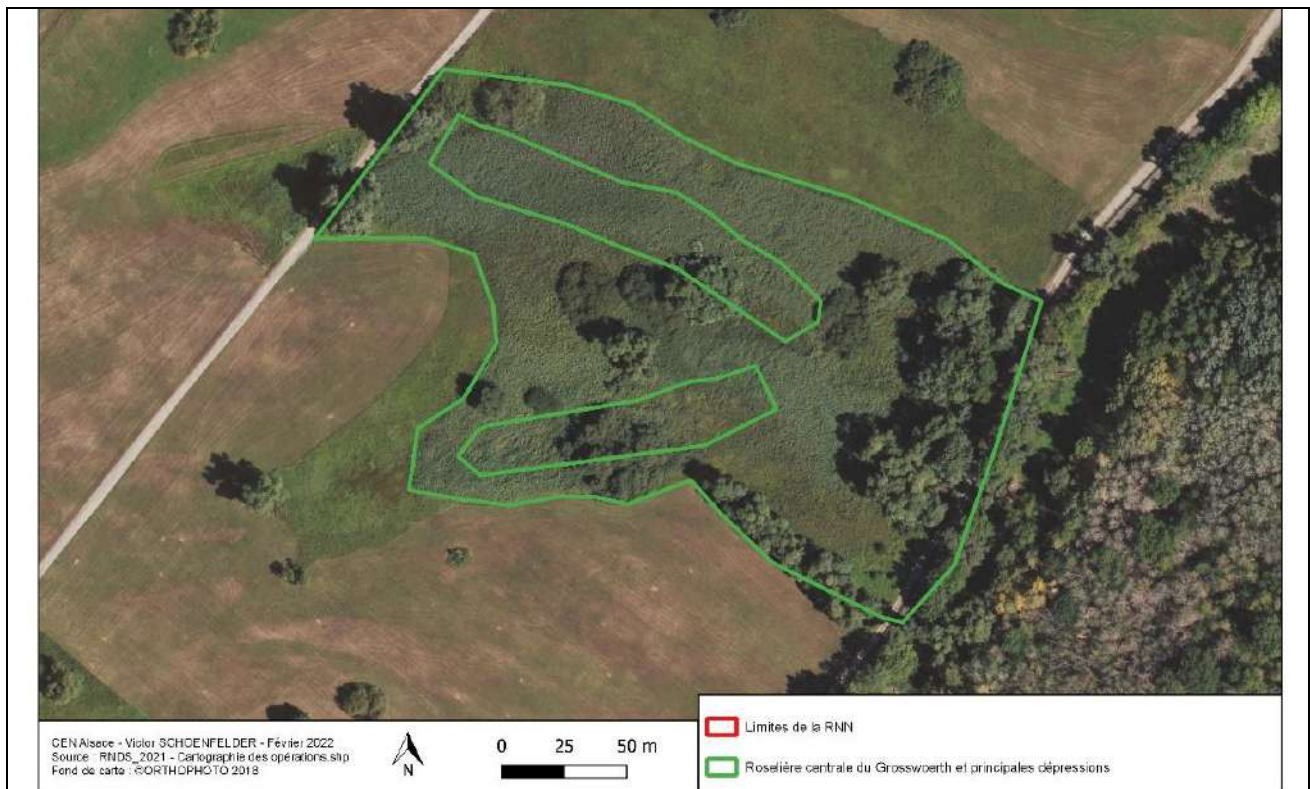 CEN Alsace - Victor SCHOENFELDER - Février 2022
Source : RNDS_2021 - Cartographie des opérations.shp
Fond de carte : ©ORTHOPHOTO 2018
N
0 25 50 m
Limites de la RNN
Roselière centrale du Grosswoerth et principales dépressions